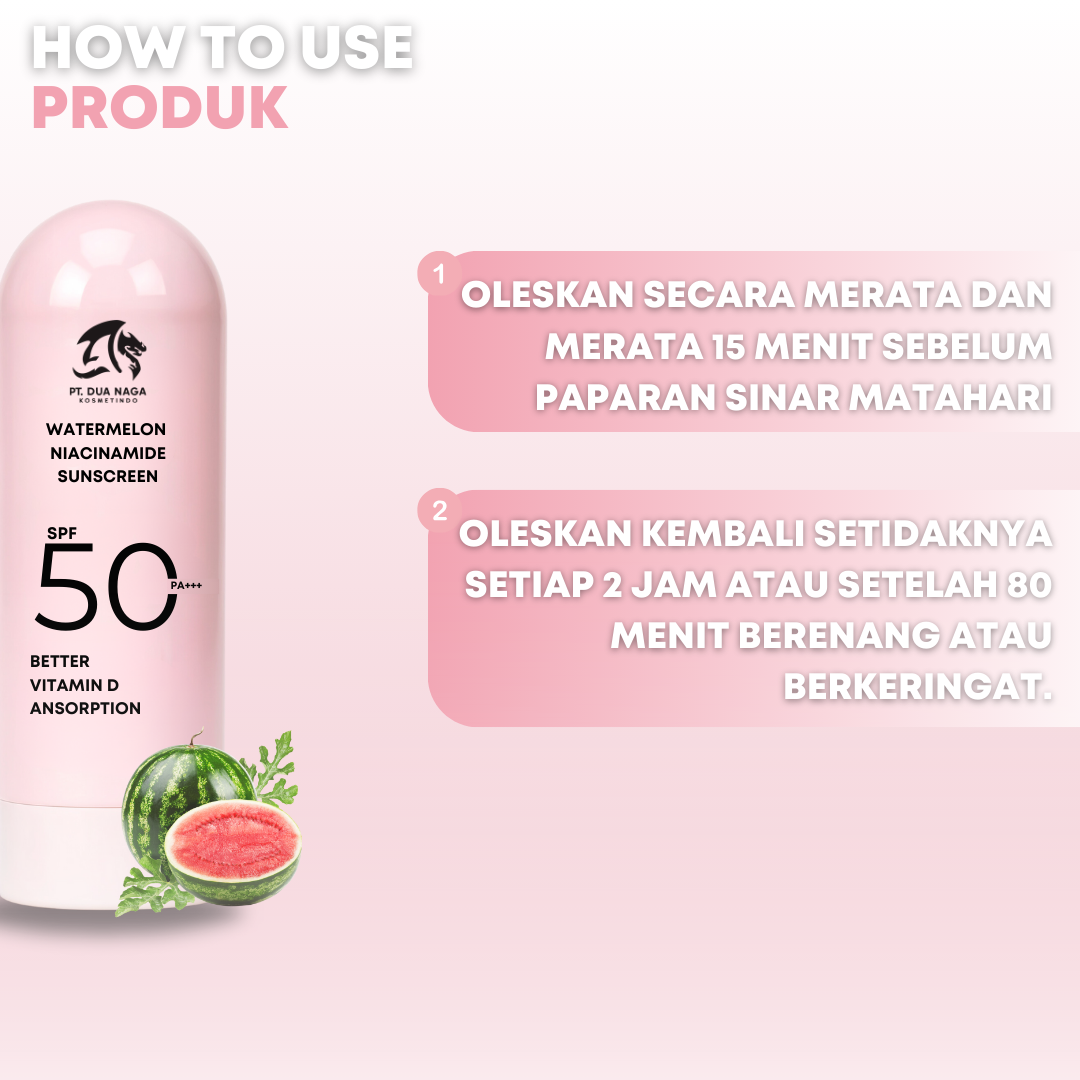 HOW TO USE
PRODUK
PT. DUA NAGA
KOSMETINDO
WATERMELON
NIACINAMIDE
SUNSCREEN
SPF
50
PA+++
BETTER
VITAMIN D
ANSORPTION
1
OLESKAN SECARA MERATA DAN
MERATA 15 MENIT SEBELUM
PAPARAN SINAR MATAHARI
2
OLESKAN KEMBALI SETIDAKNYA
SETIAP 2 JAM ATAU SETELAH 80
MENIT BERENANG ATAU
BERKERINGAT.